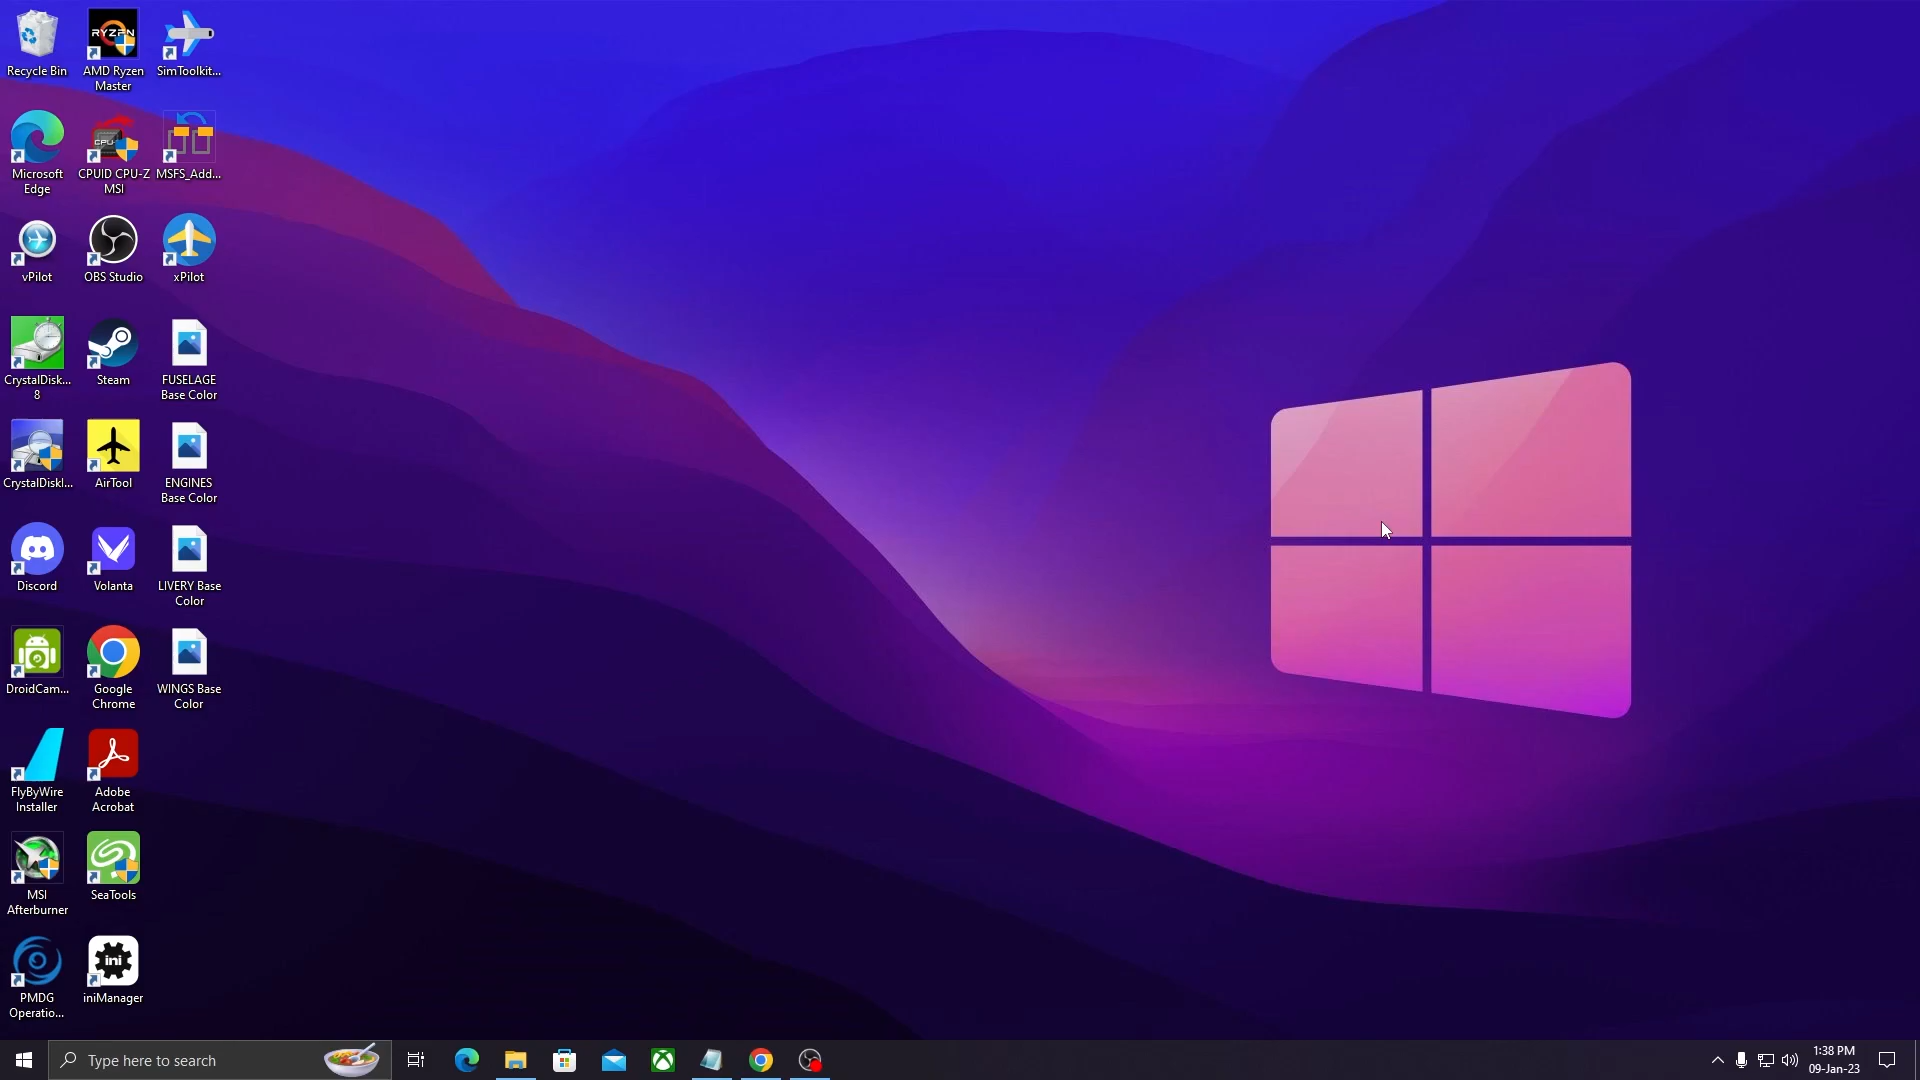 Recycle Bin
RYZEN
AMD Ryzen
Master
SimToolkit...
Microsoft
Edge
CPU
CPUID CPU-Z
MSI
MSFS_Add...
vPilot
OBS Studio
xPilot
CrystalDisk...
8
Steam
FUSELAGE
Base Color
CrystalDiskI...
AirTool
ENGINES
Base Color
Discord
Volanta
LIVERY Base
Color
DroidCam...
Google
Chrome
WINGS Base
Color
FlyByWire
Installer
Adobe
Acrobat
MSI
Afterburner
SeaTools
PMDG
Operatio...
ini
iniManager
Type here to search
1:38 PM
09-Jan-23